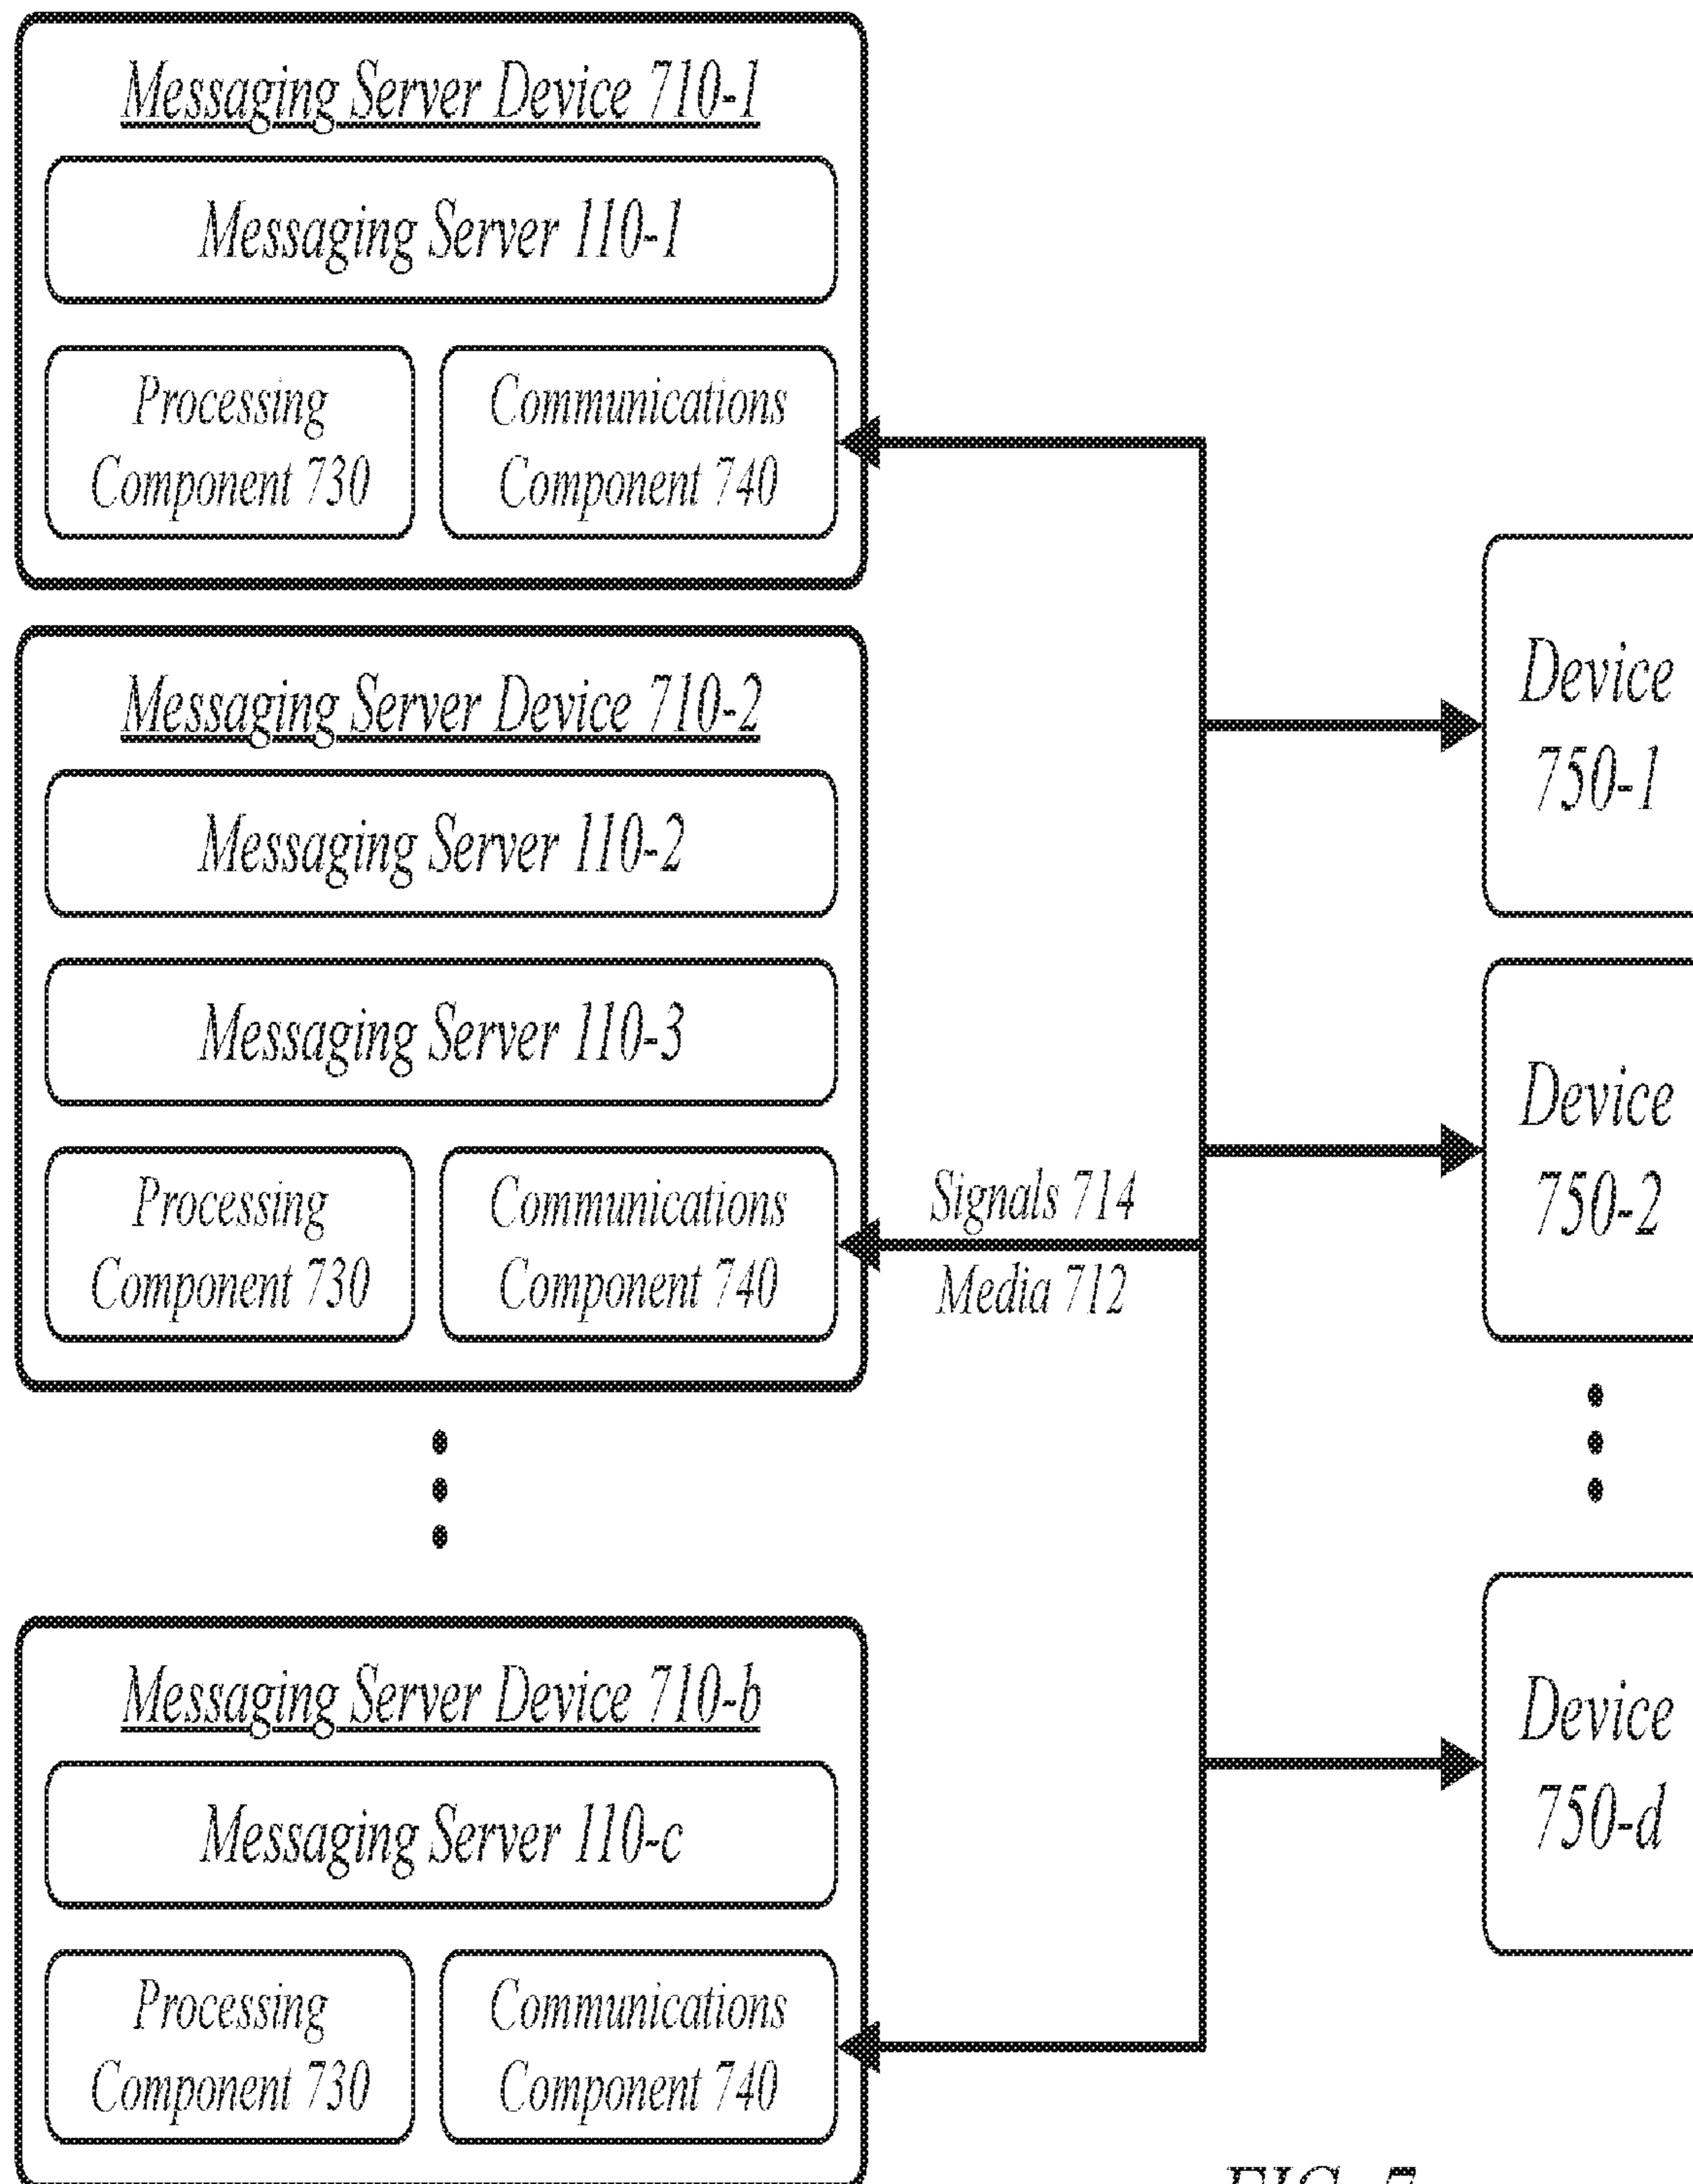 Messaging Server Device 710-1
Messaging Server 110-1
Processing
Component 730
Communications
Component 740
Messaging Server Device 710-2
Messaging Server 110-2
Messaging Server 110-3
Processing
Component 730
Communications
Component 740
Messaging Server Device 710-b
Messaging Server 110-c
Processing
Component 730
Communications
Component 740
Signals 714
Media 712
Device
750-1
Device
750-2
Device
750-d
FIG. 7